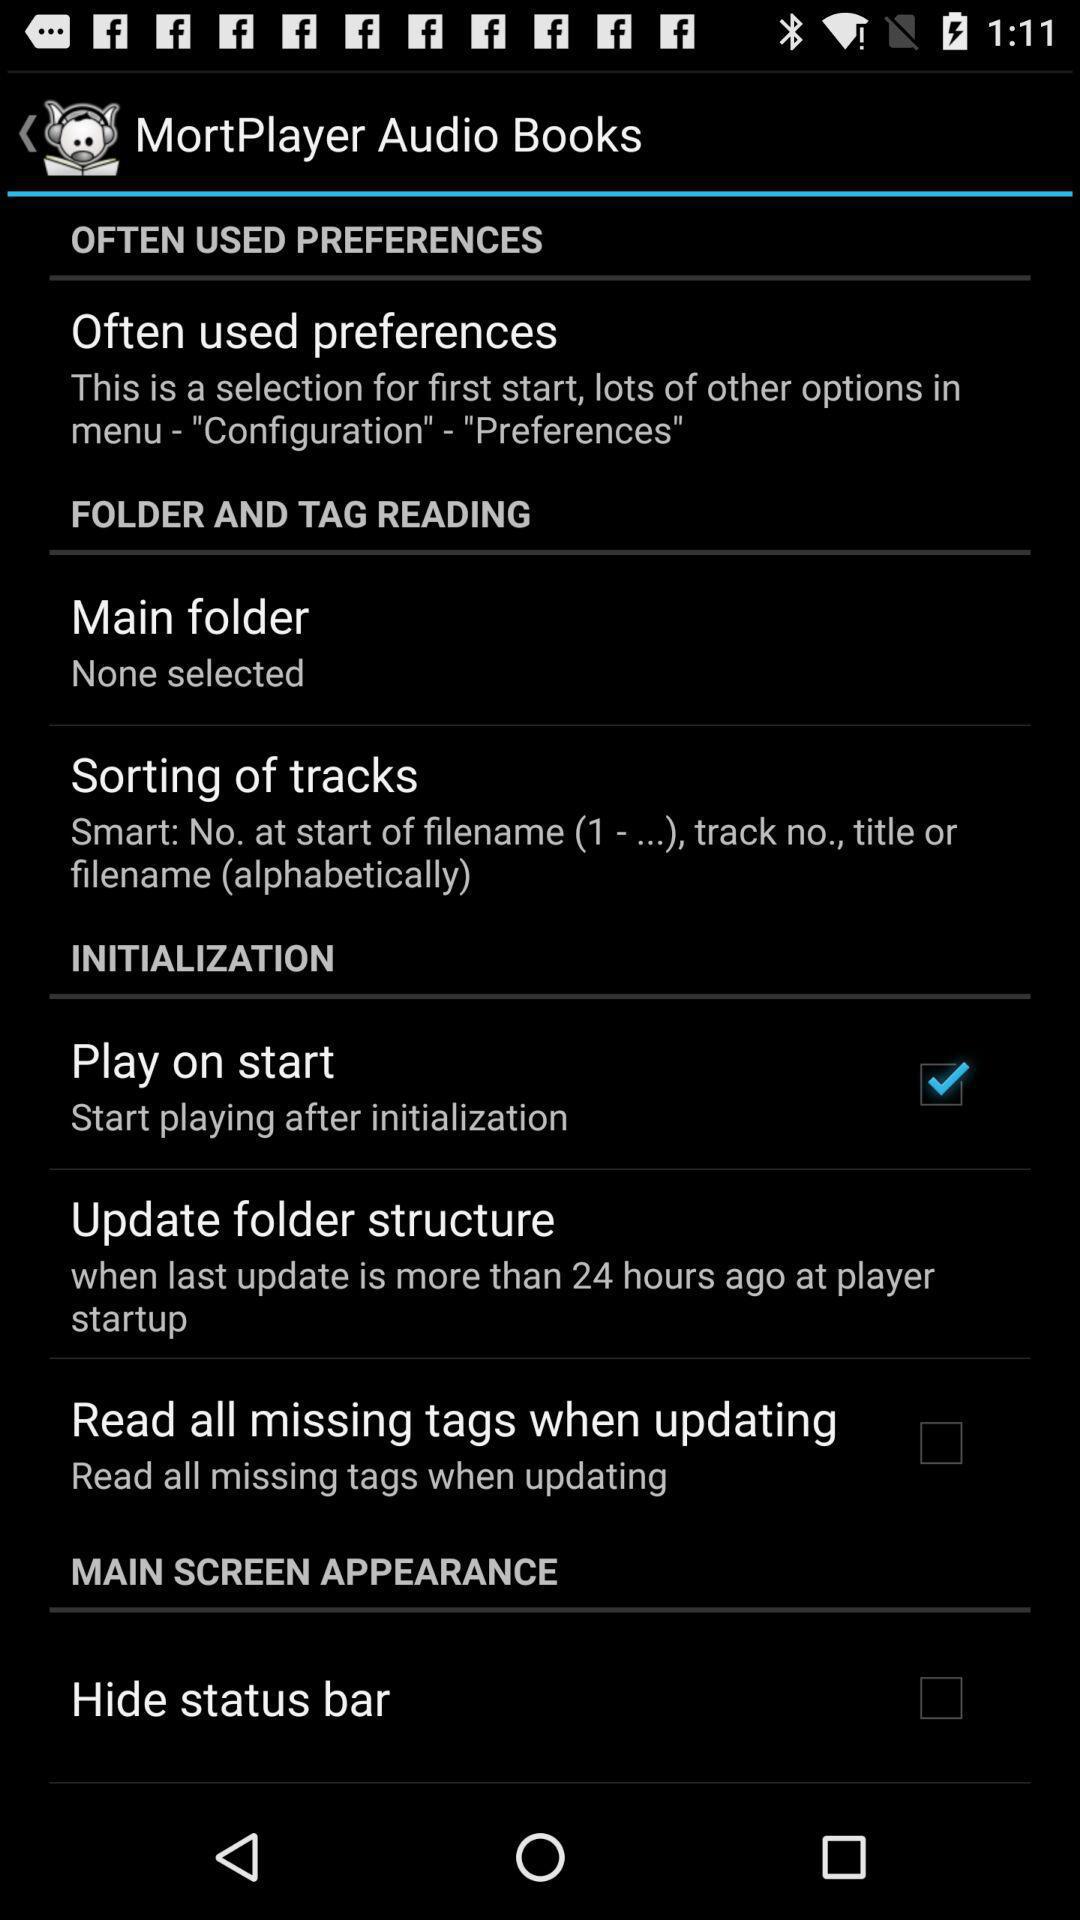 1:11
MortPlayer Audio Books
OFTEN USED PREFERENCES
Often used preferences
This is a selection for first start, lots of other options in
menu - "Configuration" - "Preferences"
FOLDER AND TAG READING
Main folder
None selected
Sorting of tracks
Smart: No. at start of filename (1 - ...), track no., title or
filename (alphabetically)
INITIALIZATION
Play on start
Start playing after initialization
Update folder structure
when last update is more than 24 hours ago at player
startup
Read all missing tags when updating
Read all missing tags when updating
MAIN SCREEN APPEARANCE
Hide status bar